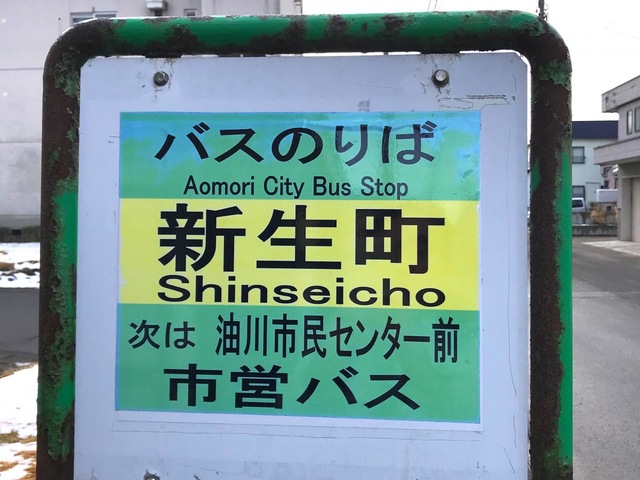 バスのりば
Aomori City Bus Stop
新生町
Shinseicho
次は 油川市民センター前
市営バス